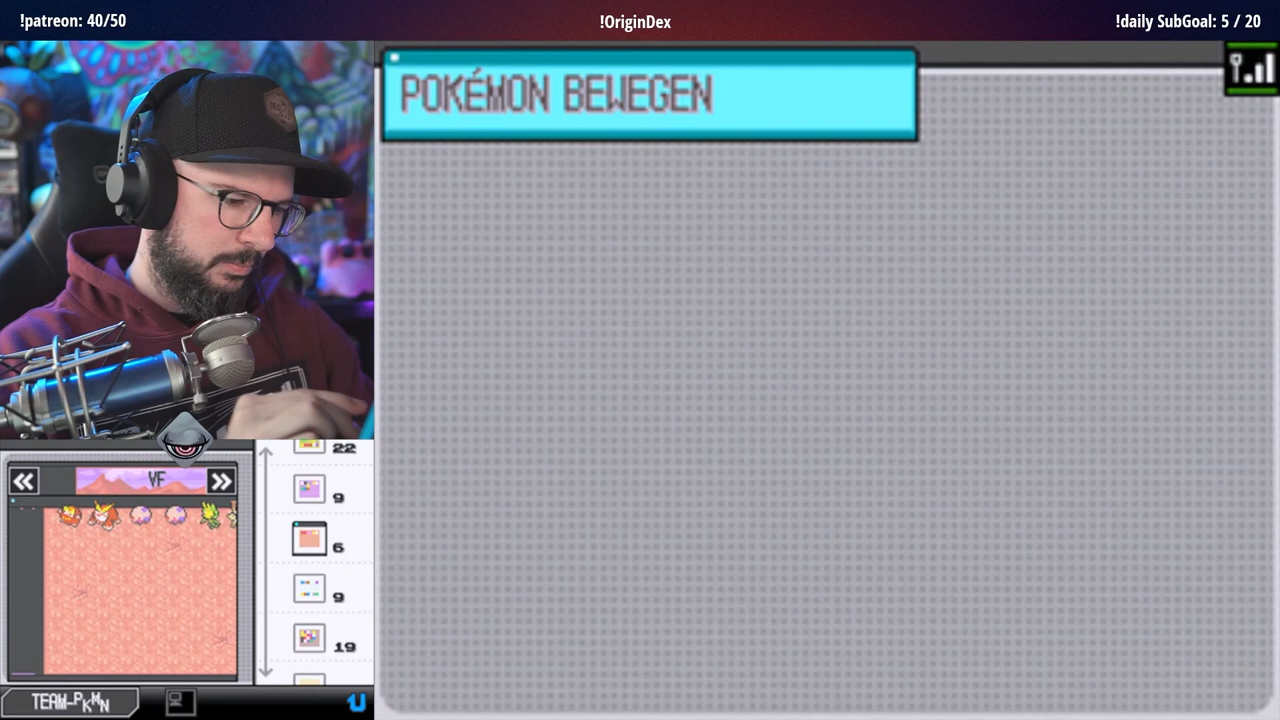 !patreon: 40/50
!OriginDex
!daily SubGoal: 5 / 20
POKÉMON BEWEGEN
VF
22
9
6
9
19
TEAM-PKMN